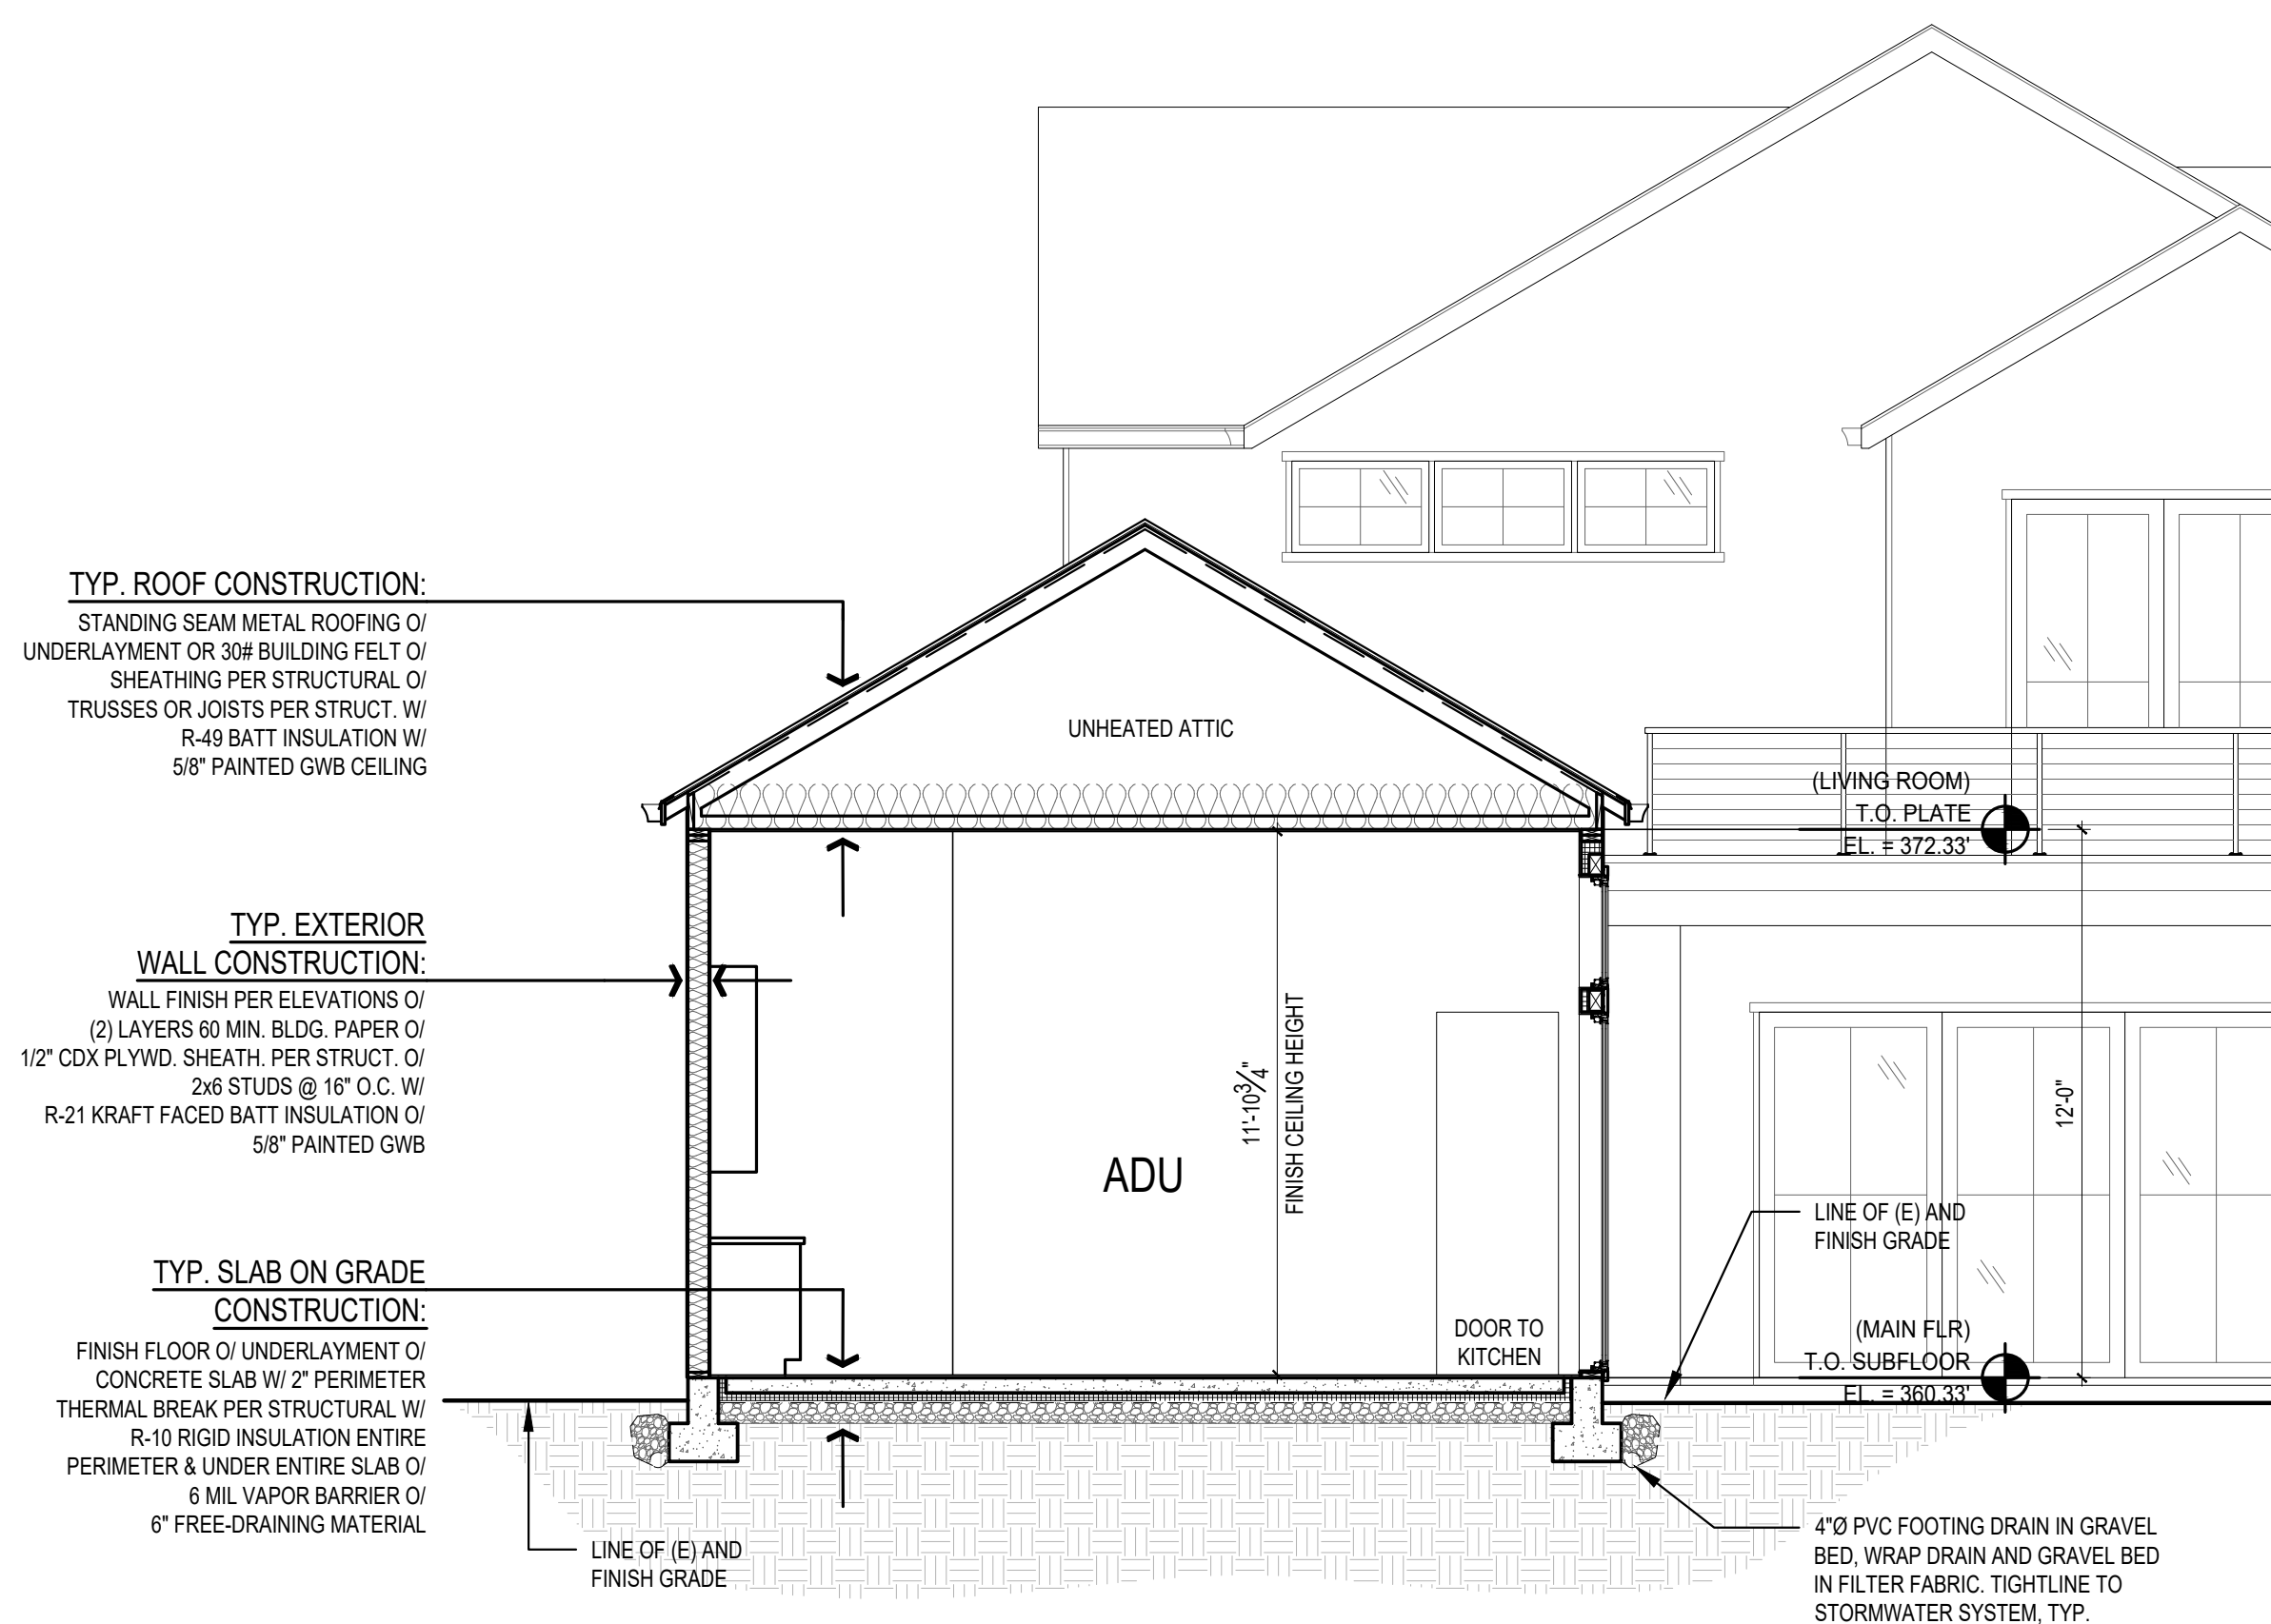 TYP. ROOF CONSTRUCTION:
STANDING SEAM METAL ROOFING O/
UNDERLAYMENT OR 30# BUILDING FELT O/
SHEATHING PER STRUCTURAL O/
TRUSSES OR JOISTS PER STRUCT. W/
R-49 BATT INSULATION W/
5/8" PAINTED GWB CEILING
TYP. EXTERIOR
WALL CONSTRUCTION:
WALL FINISH PER ELEVATIONS O/
(2) LAYERS 60 MIN. BLDG. PAPER O/
1/2" CDX PLYWD. SHEATH. PER STRUCT. O/
2x6 STUDS @ 16" O.C. W/
R-21 KRAFT FACED BATT INSULATION O/
5/8" PAINTED GWB
TYP. SLAB ON GRADE
CONSTRUCTION:
FINISH FLOOR O/ UNDERLAYMENT O/
CONCRETE SLAB W/ 2" PERIMETER
THERMAL BREAK PER STRUCTURAL W/
R-10 RIGID INSULATION ENTIRE
PERIMETER & UNDER ENTIRE SLAB O/
6 MIL VAPOR BARRIER O/
6" FREE-DRAINING MATERIAL
LINE OF (E) AND
FINISH GRADE
UNHEATED ATTIC
ADU
11'-10 3/4"
FINISH CEILING HEIGHT
DOOR TO
KITCHEN
(LIVING ROOM)
T.O. PLATE
EL. = 372.33'
12'-0"
LINE OF (E) AND
FINISH GRADE
(MAIN FLR)
T.O. SUBFLOOR
EL. = 360.33'
4"Ø PVC FOOTING DRAIN IN GRAVEL
BED, WRAP DRAIN AND GRAVEL BED
IN FILTER FABRIC. TIGHTLINE TO
STORMWATER SYSTEM, TYP.